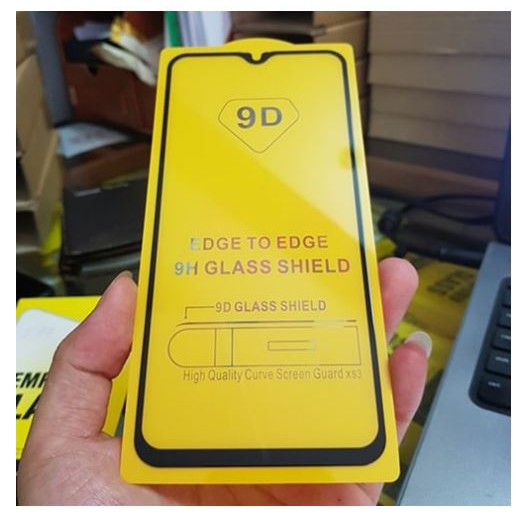 9D
EDGE TO EDGE
9H GLASS SHIELD
9D GLASS SHIELD
High Quality Curve Screen Guard xs3